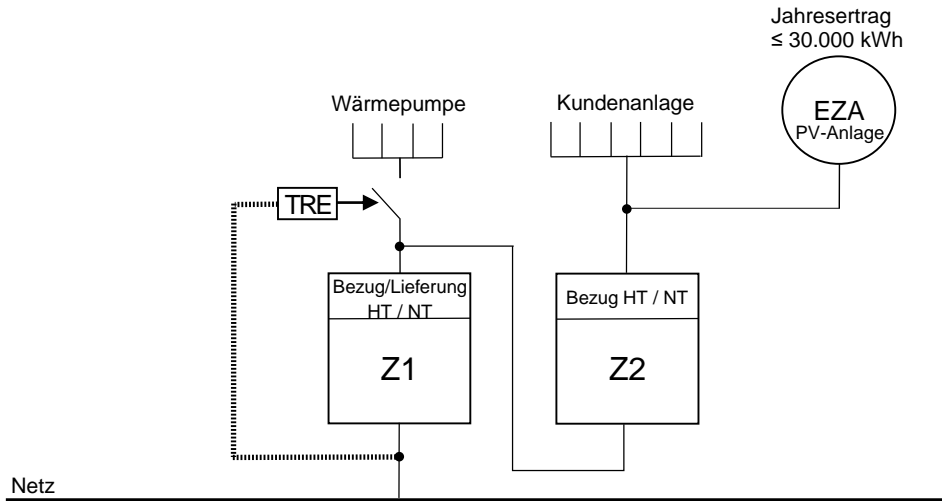 Jahresertrag
≤ 30.000 kWh
Wärmepumpe
Kundenanlage
EZA
PV-Anlage
TRE
Bezug/Lieferung
HT / NT
Bezug HT / NT
Z1
Z2
Netz